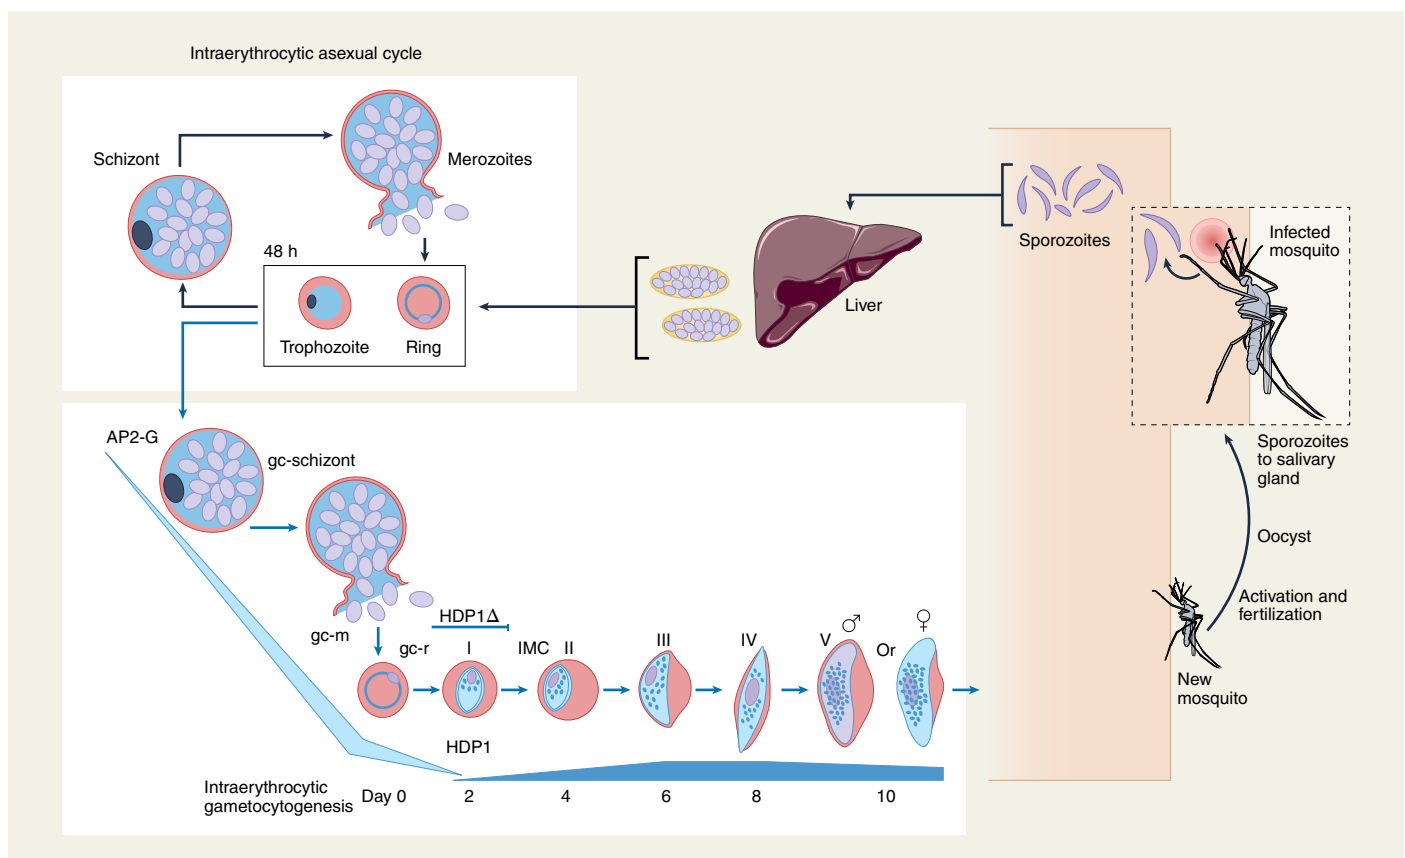 Intraerythrocytic asexual cycle
Schizont
Merozoites
48 h
Trophozoite
Ring
Liver
Sporozoites
Infected
mosquito
Sporozoites
to salivary
gland
Oocyst
Activation and
fertilization
New
mosquito
AP2-G
gc-schizont
gc-m
HDP1Δ
gc-r
I
IMC
II
III
IV
V
♂
Or
♀
HDP1
Intraerythrocytic
gametocytogenesis
Day 0
2
4
6
8
10